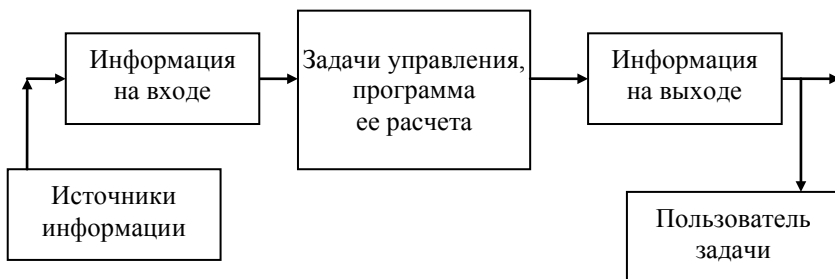 Информация
на входе
Задачи управления,
программа
ее расчета
Информация
на выходе
Источники
информации
Пользователь
задачи